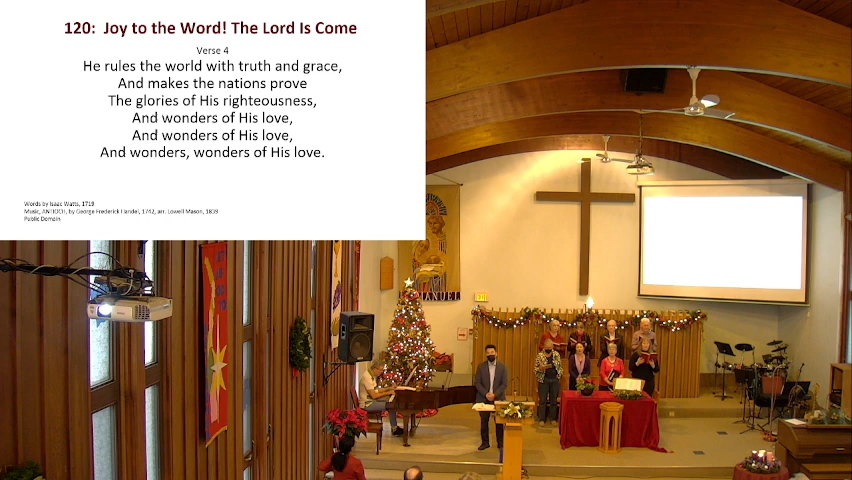 120:  Joy to the Word! The Lord Is Come
Verse 4
He rules the world with truth and grace,
And makes the nations prove
The glories of His righteousness,
And wonders of His love,
And wonders of His love,
And wonders, wonders of His love.
Words by Isaac Watts, 1719
Music, ANTIOCH, by George Frederick Handel, 1742, arr. Lowell Mason, 1839
Public Domain